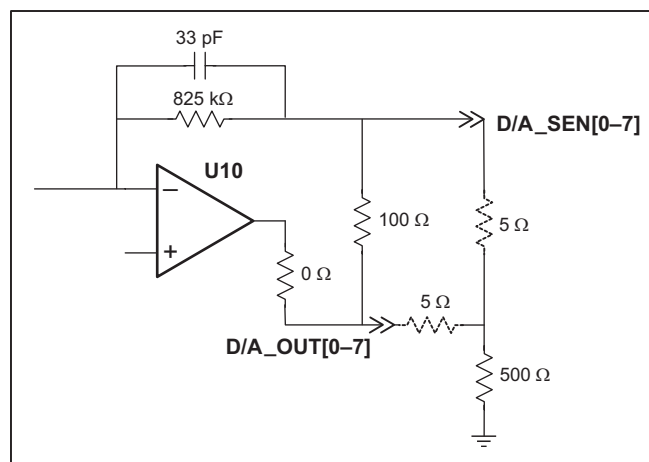 33 pF
825 kΩ
D/A_SEN[0–7]
U10
−
+
100 Ω
5 Ω
0 Ω
5 Ω
D/A_OUT[0–7]
500 Ω